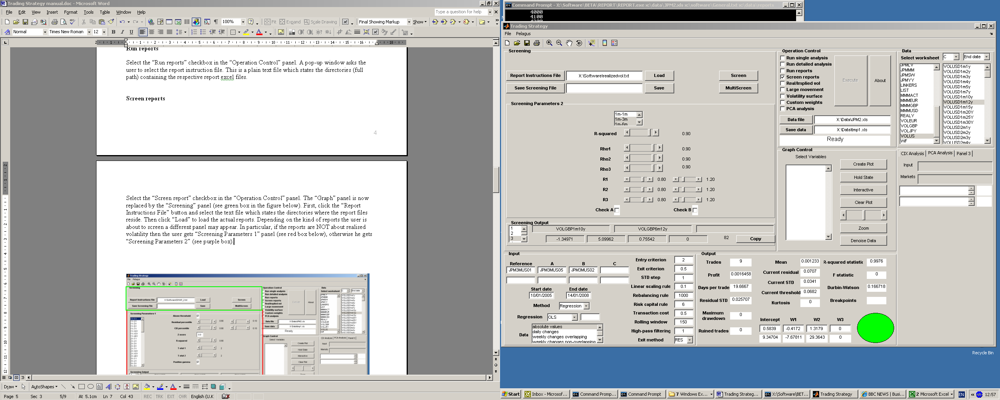 Trading Strategy manual.doc - Microsoft Word
File Edit View Insert Format Tools Table Window Help
Type a question for help
100%
Fit Expand Scale Drawing
Final Showing Markup Show
Normal Times New Roman 12 B I U
2 1 1 2 3 4 5 6 7 8 9 10 11 12 13 14 15 16 18
Run reports
Select the “Run reports” checkbox in the “Operation Control” panel. A pop-up window asks the
user to select the report instruction file. This is a plain text file which states the directories (full
path) containing the respective report excel files.
Screen reports
4
Select the “Screen report” checkbox in the “Operation Control” panel. The “Graph” panel is now
replaced by the “Screening” panel (see green box in the figure below). First, click the “Report
Instructions File” button and select the text file which states the directories where the report files
reside. Then click “Load” to load the actual reports. Depending on the kind of reports the user is
about to screen a different panel may appear. In particular, if the reports are NOT about realised
volatility then the user gets “Screening Parameters 1” panel (see red box below), otherwise he gets
“Screening Parameters 2” (see purple box).
Trading Strategy
File Pelagus
Screening
Report Instructions File X:\Software\SWAP_2.txt Load Screen
Save Screening File Save MultiScreen
Screening Parameters 1
Above threshold
Residual percentile 0.90 0.10
CIX percentile 0.90 0.10
Z-score 0.0
R-squared 0.90
T-stat 1 2
T-stat 2 2
Positive gamma
Screening Output
Operation Control
Run single analysis
Run detailed analysis
Run reports
Screen reports
Real/Implied vol
Large movement
Volatility surface
Custom weights
PCA analysis
Execute About
Data file X:\Data\JPM2.xls
Save data X:\Data\tmp1.xls
Ready
Graph Control
Select Variables
Create Plot
Hold State
Interactive
Clear Plot
Data
Select worksheet C End date
CIX Analysis PCA Analysis Panel 3
Input
Markets
Draw AutoShapes
Page 5 Sec 3 5/9 At 5.1cm Ln 7 Col 43 REC TRK EXT OVR English (U.K
Command Prompt - X:\Software\BETA\REPORT\REPORT.exe x:\data\JPM2.xls x:\software\General.txt x:\data\reports
4000
4100
Trading Strategy
File Pelagus
Screening
Report Instructions File X:\Software\realizedvol.txt Load Screen
Save Screening File Save MultiScreen
Screening Parameters 2
1m-1m
1m-3m
1m-6m
R-squared 0.90
Rho1 0.90
Rho2 0.90
Rho3 0.90
R1 0.80 1.20
R2 0.80 1.20
R3 0.80 1.20
Check A Check B
Screening Output
1
2
3
VOLGBP1m10y VOLGBP6m12y
-1.34971 5.09962 0.75542 0 82 Copy
Operation Control
Run single analysis
Run detailed analysis
Run reports
Screen reports
Real/Implied vol
Large movement
Volatility surface
Custom weights
PCA analysis
Execute About
Data file X:\Data\JPM2.xls
Save data X:\Data\tmp1.xls
Ready
Graph Control
Select Variables
Create Plot
Hold State
Interactive
Clear Plot
Zoom
Denoise Data
Data
Select worksheet C End date
JPMLV
JPMMM
JPMSW
JPMYY
LINKERS
LIST
MMMACT
MMMEUR
MMMGBP
MMMUSD
REALY
VOLEUR
VOLGBP
VOLJPY
VOLUS
WF
VOLUSD1m1y
VOLUSD1m2y
VOLUSD1m3y
VOLUSD1m4y
VOLUSD1m5y
VOLUSD1m7y
VOLUSD1m10y
VOLUSD1m12y
VOLUSD1m15y
VOLUSD1m20Y
VOLUSD1m25Y
VOLUSD1m30Y
VOLUSD2m1y
VOLUSD2m2y
VOLUSD2m3y
VOLUSD2m4y
CIX Analysis PCA Analysis Panel 3
Input
Markets
Input
Reference A B C
JPM3MUS01 JPM3MUS05 JPM3MUS02
Start date End date
10/01/2005 14/01/2008
Method Regression
Regression OLS
Data
absolute values
daily changes
weekly changes overlapping
weekly changes non-overlapping
Entry criterion 2
Exit criterion 0.5
STD step 1
Linear scaling rule 0.1
Rebalancing rule 1000
Risk capital rule 6
Transaction cost 0.5
Rolling window 150
High-pass filtering 1
Exit method RES
Output
Trades 9
Profit 0.0016458
Days per trade 19.6667
Residual STD 0.025707
Maximum drawdown 0
Ruined trades 0
Mean 0.001233
Current residual 0.0707
Current STD 0.0341
Current threshold 0.0682
Kurtosis 0
R-squared statistic 0.9976
F statistic 0
Durbin-Watson 0.166718
Breakpoints
Intercept W1 W2 W3
0.5839 -0.4172 1.3179 0
9.34704 -7.67811 29.3643 0
Recycle Bin
Start Inbox - Microsof... Command Promp... Command Prompt 7 Windows Ex... Trading Strateg... X:\Software\BET... Trading Strategy BBC NEWS | Busi... 2 Microsoft Excel EN 12:57